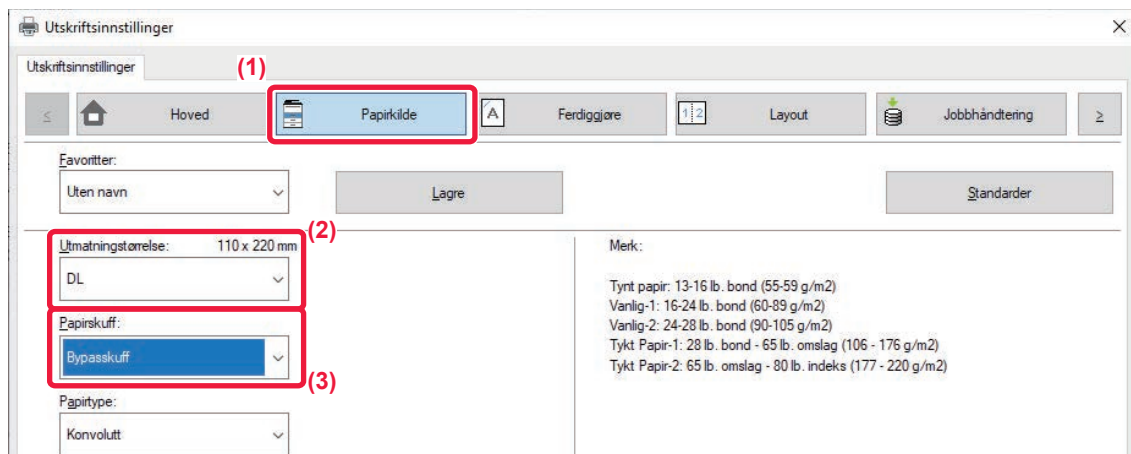 Utskriftsinnstillinger
Utskriftsinnstillinger
(1)
Hoved Papirkilde Ferdiggjøre Layout Jobbhåndtering
Favoritter:
Uten navn Lagre Standarder
(2)
Utmatningstørrelse: 110 x 220 mm
DL
Papirskuff:
Bypasskuff
(3)
Papirtype:
Konvolutt
Merk:
Tynt papir: 13-16 lb. bond (55-59 g/m2)
Vanlig-1: 16-24 lb. bond (60-89 g/m2)
Vanlig-2: 24-28 lb. bond (90-105 g/m2)
Tykt Papir-1: 28 lb. bond - 65 lb. omslag (106 - 176 g/m2)
Tykt Papir-2: 65 lb. omslag - 80 lb. indeks (177 - 220 g/m2)